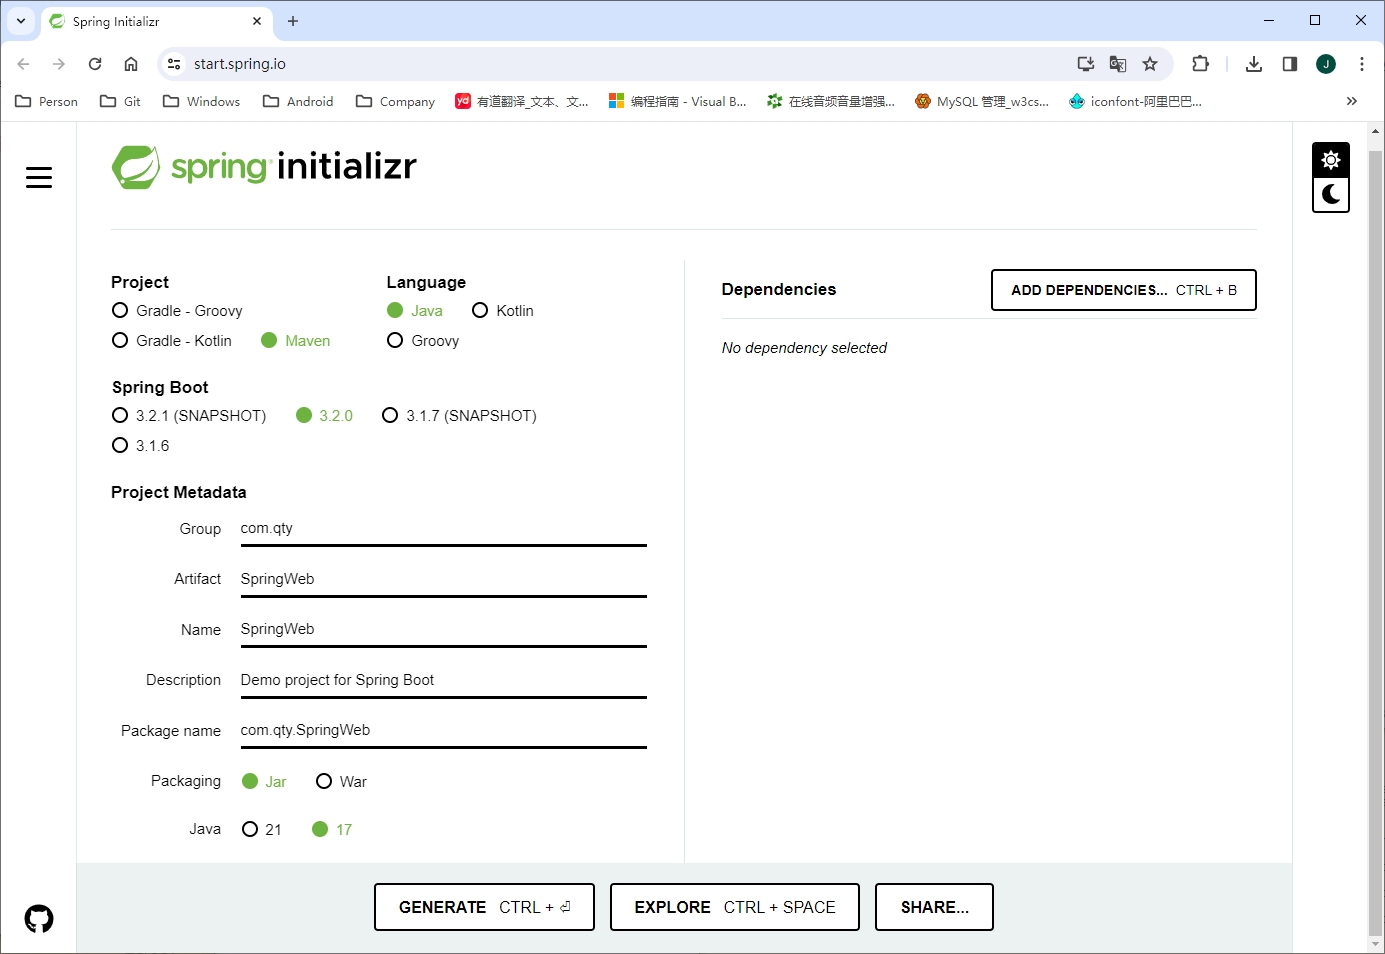 Spring Initializr
start.spring.io
J
Person Git Windows Android Company yd 有道翻译_文本、文... 编程指南 - Visual B... 在线音频音量增强... MySQL 管理_w3cs... iconfont-阿里巴巴...
spring initializr
Project
Gradle - Groovy
Gradle - Kotlin Maven
Language
Java Kotlin
Groovy
Spring Boot
3.2.1 (SNAPSHOT) 3.2.0 3.1.7 (SNAPSHOT)
3.1.6
Project Metadata
Group com.qty
Artifact SpringWeb
Name SpringWeb
Description Demo project for Spring Boot
Package name com.qty.SpringWeb
Packaging Jar War
Java 21 17
Dependencies ADD DEPENDENCIES... CTRL + B
No dependency selected
GENERATE CTRL + ⏎ EXPLORE CTRL + SPACE SHARE...